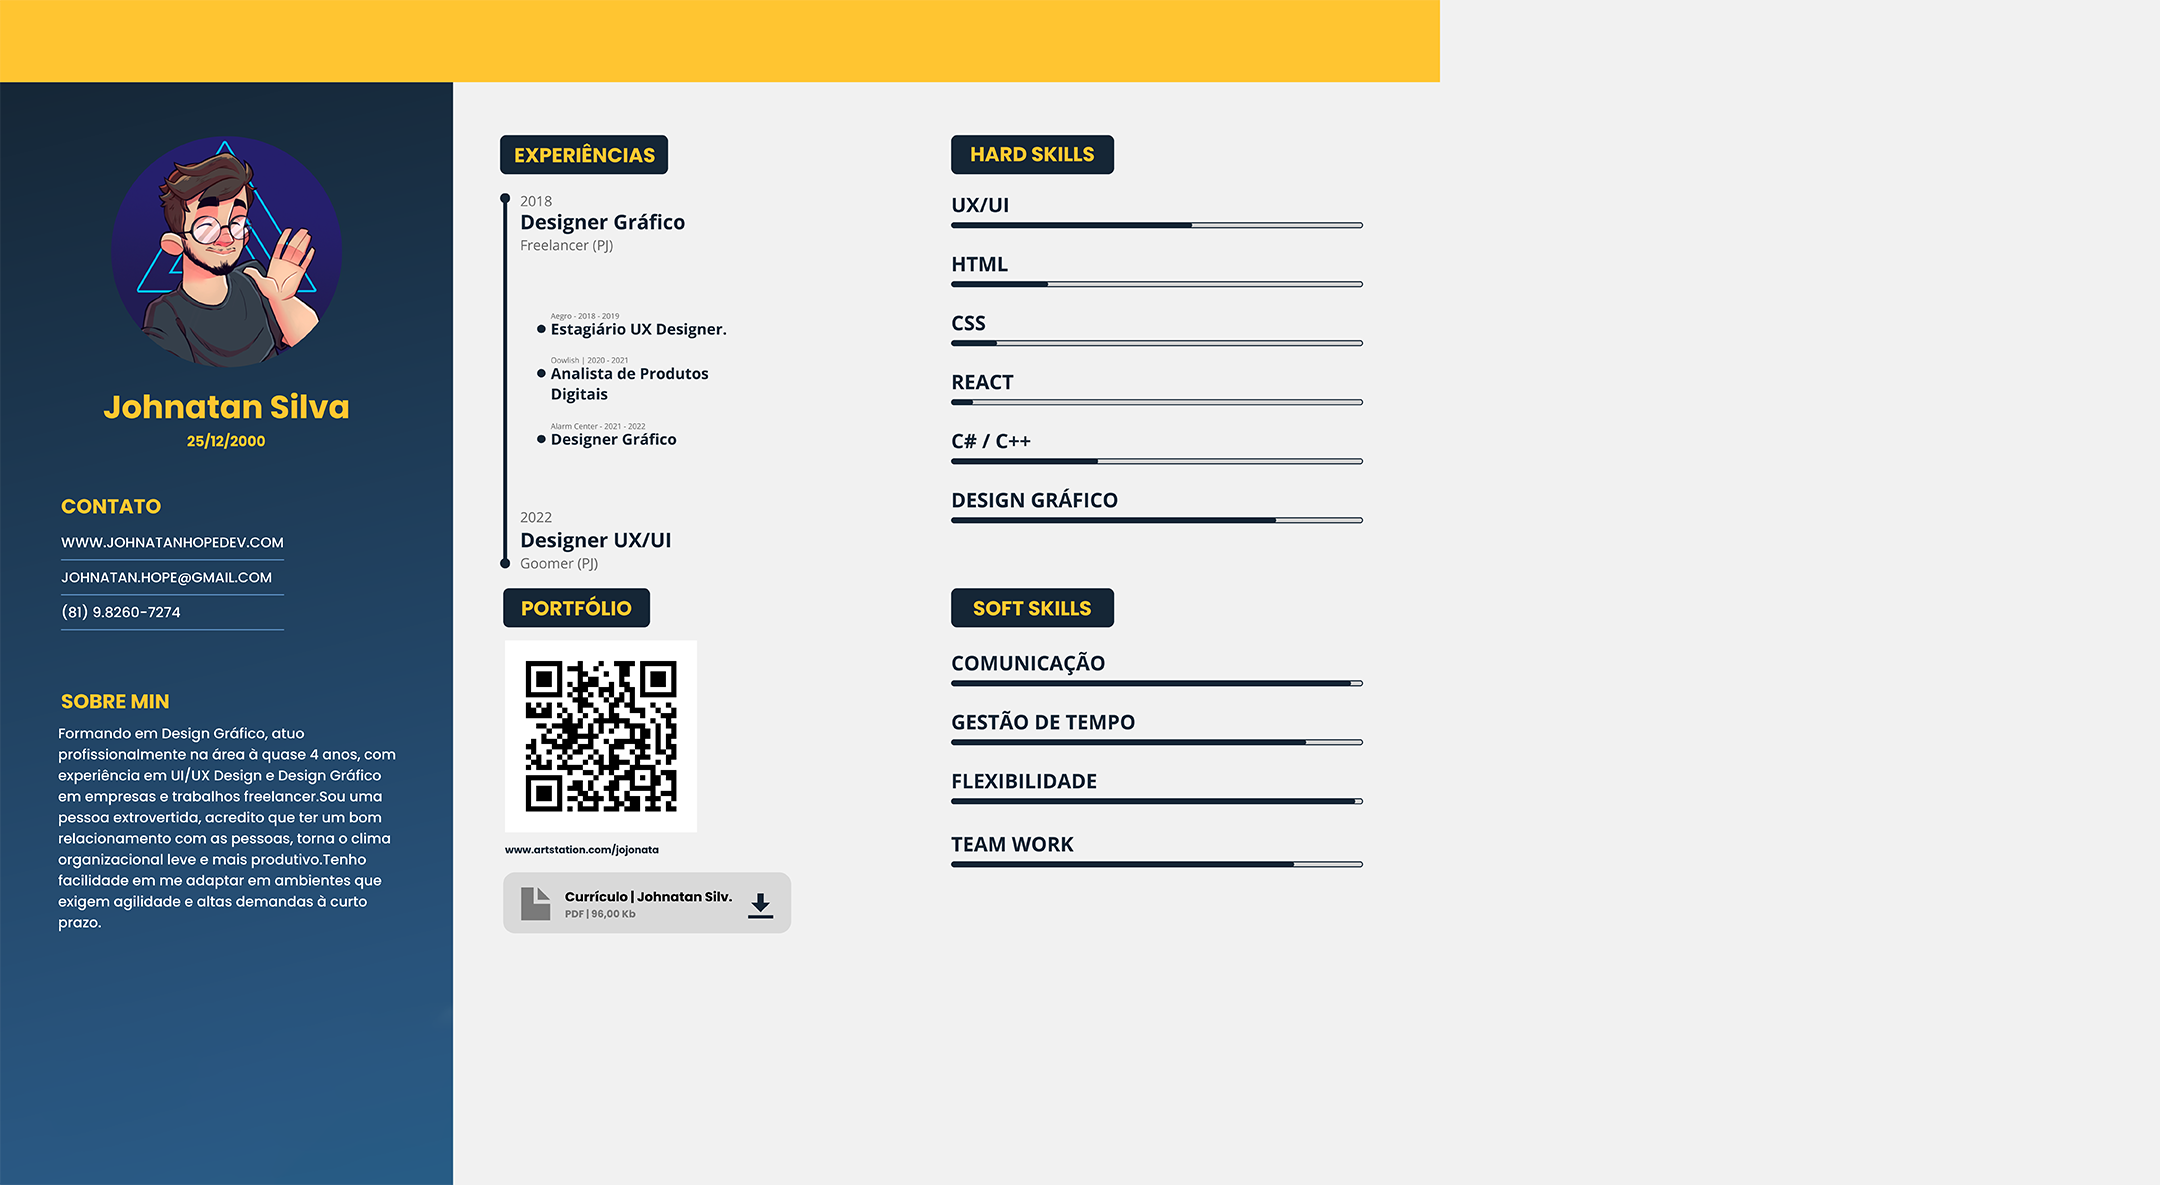 Johnatan Silva
25/12/2000
CONTATO
WWW.JOHNATANHOPEDEV.COM
JOHNATAN.HOPE@GMAIL.COM
(81) 9.8260-7274
SOBRE MIN
Formando em Design Gráfico, atuo
profissionalmente na área à quase 4 anos, com
experiência em UI/UX Design e Design Gráfico
em empresas e trabalhos freelancer.Sou uma
pessoa extrovertida, acredito que ter um bom
relacionamento com as pessoas, torna o clima
organizacional leve e mais produtivo.Tenho
facilidade em me adaptar em ambientes que
exigem agilidade e altas demandas à curto
prazo.
EXPERIÊNCIAS
2018
Designer Gráfico
Freelancer (PJ)
Aegro - 2018 - 2019
Estagiário UX Designer.
Oowlish | 2020 - 2021
Analista de Produtos
Digitais
Alarm Center - 2021 - 2022
Designer Gráfico
2022
Designer UX/UI
Goomer (PJ)
PORTFÓLIO
www.artstation.com/jojonata
Currículo | Johnatan Silv.
PDF | 96,00 Kb
HARD SKILLS
UX/UI
HTML
CSS
REACT
C# / C++
DESIGN GRÁFICO
SOFT SKILLS
COMUNICAÇÃO
GESTÃO DE TEMPO
FLEXIBILIDADE
TEAM WORK